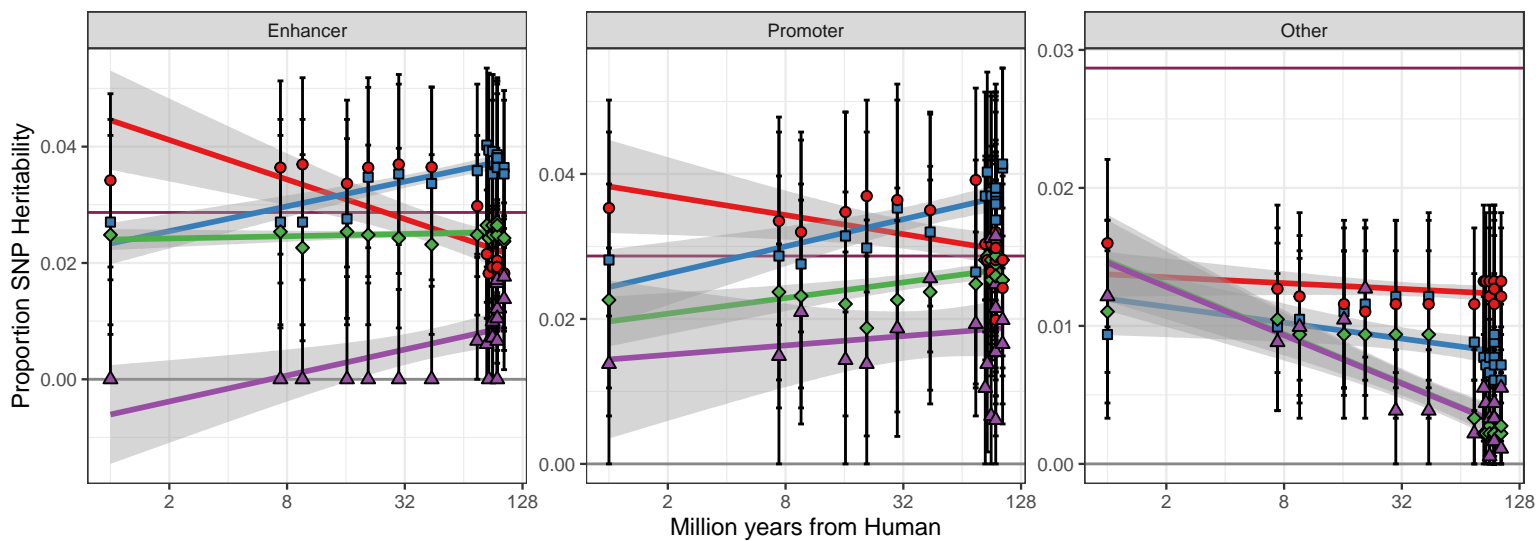 Enhancer
Promoter
Other
Proportion SNP Heritability
0.04
0.02
0.00
0.04
0.02
0.00
0.03
0.02
0.01
0.00
2 8 32 128
2 8 32 128
2 8 32 128
Million years from Human